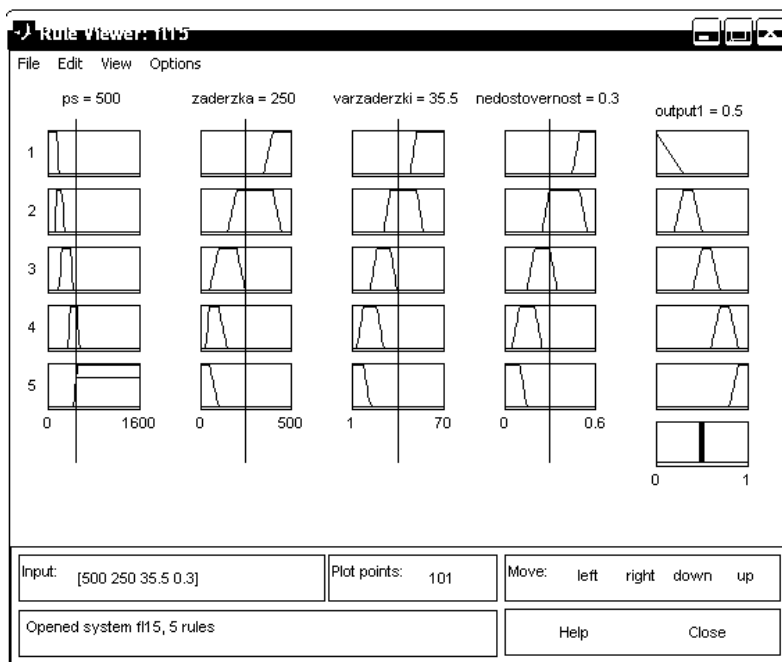 Rule Viewer: fl15
File Edit View Options
ps = 500 zaderzka = 250 varzaderzki = 35.5 nedostovernost = 0.3 output1 = 0.5
1
2
3
4
5
0 1600 0 500 1 70 0 0.6
0 1
Input: [500 250 35.5 0.3] Plot points: 101 Move: left right down up
Opened system fl15, 5 rules Help Close